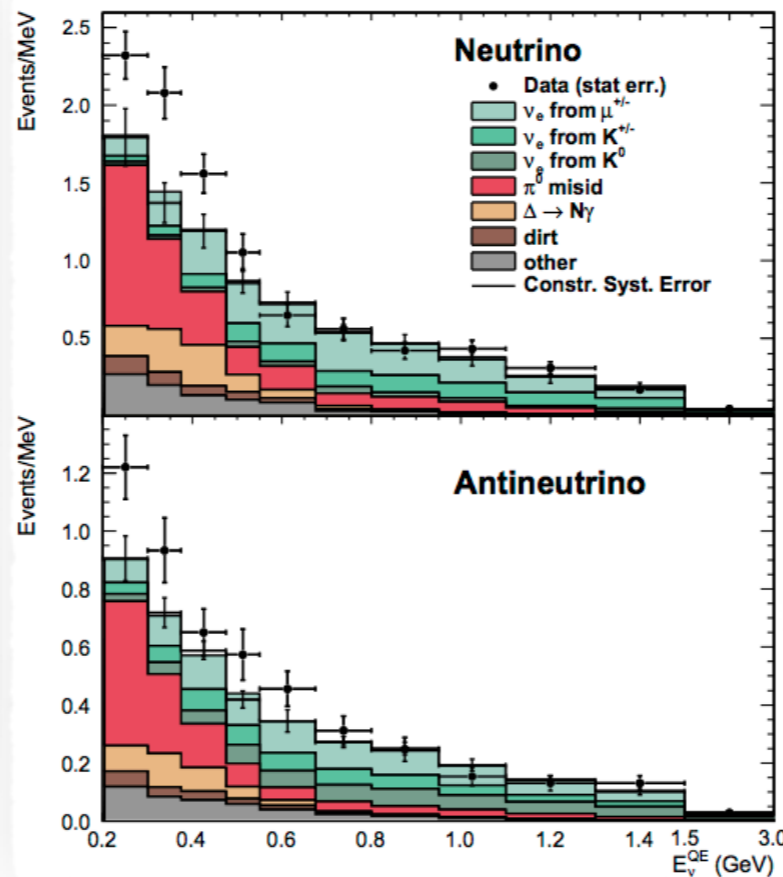 Neutrino
Data (stat err.)
νe from μ+/-
νe from K+/-
νe from K0
π0 misid
Δ → Nγ
dirt
other
Constr. Syst. Error
Events/MeV
2.5
2.0
1.5
1.0
0.5
Antineutrino
Events/MeV
1.2
1.0
0.8
0.6
0.4
0.2
0.0
0.2 0.4 0.6 0.8 1.0 1.2 1.4 1.5 3.0
EνQE (GeV)